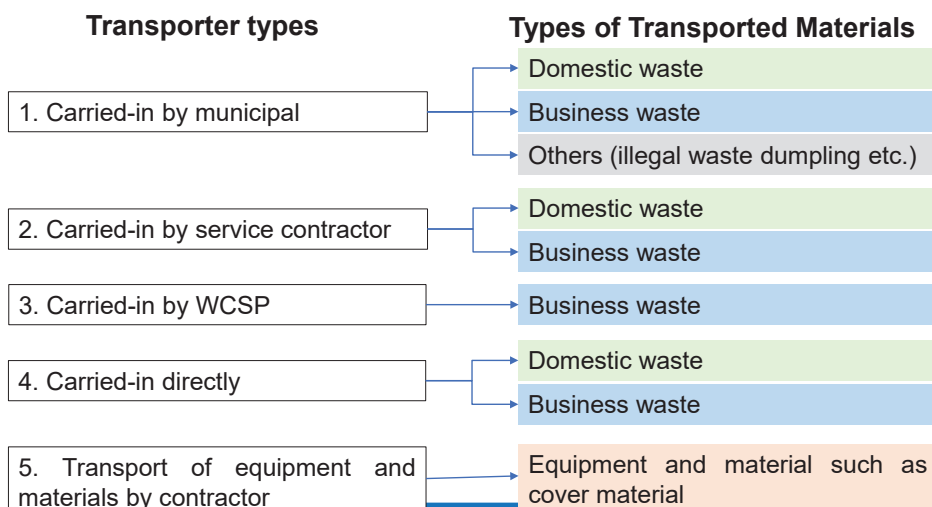 Transporter types
Types of Transported Materials
1. Carried-in by municipal
Domestic waste
Business waste
Others (illegal waste dumpling etc.)
2. Carried-in by service contractor
Domestic waste
Business waste
3. Carried-in by WCSP
Business waste
4. Carried-in directly
Domestic waste
Business waste
5. Transport of equipment and
materials by contractor
Equipment and material such as
cover material